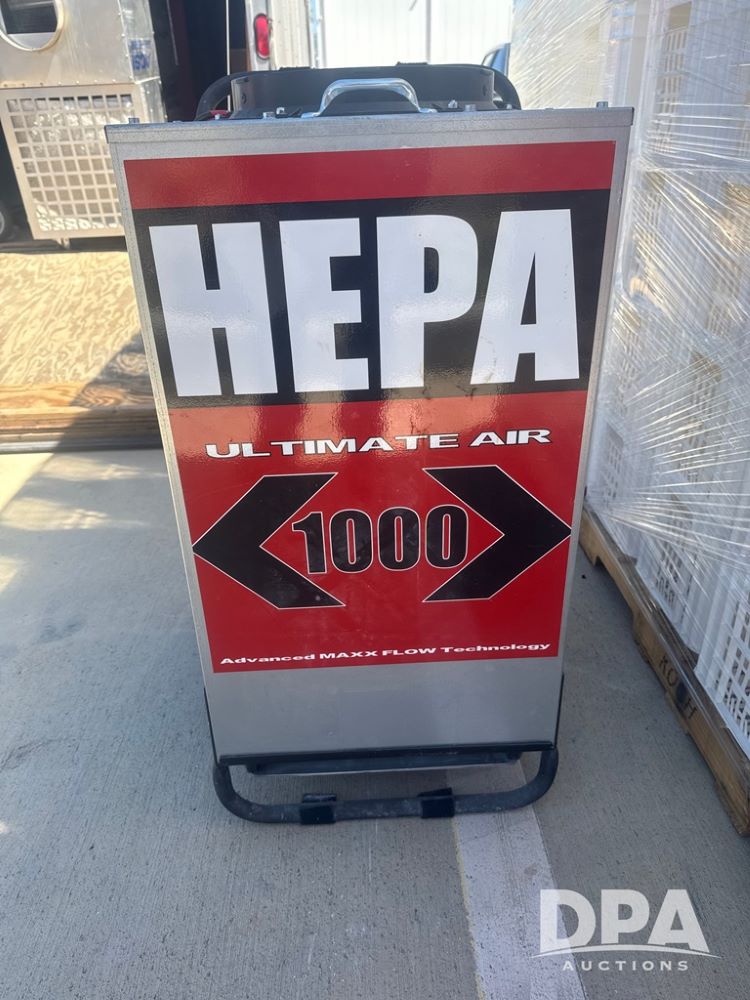 HEPA
ULTIMATE AIR
1000
Advanced MAXX FLOW Technology
DPA
AUCTIONS